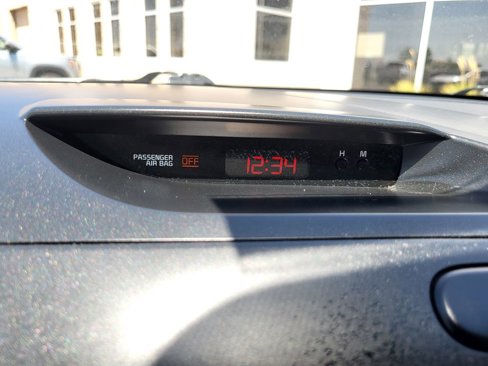 PASSENGER
AIR BAG OFF
12:34
H M